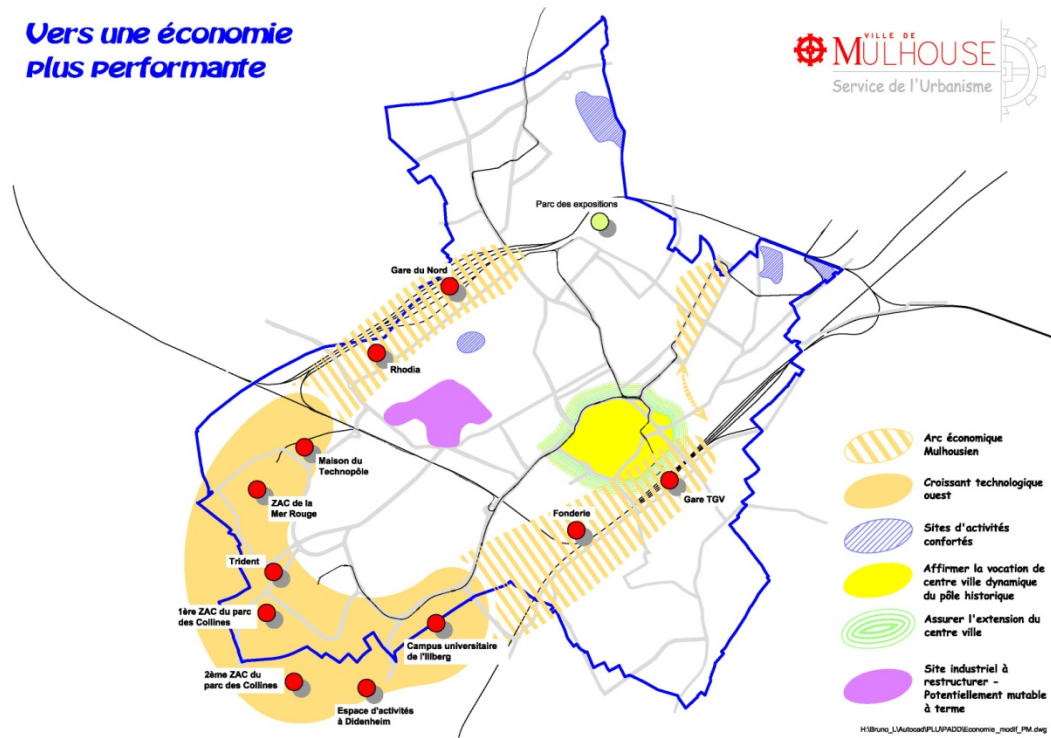 Vers une économie
plus performante
VILLE DE
MULHOUSE
Service de l'Urbanisme
Parc des expositions
Gare du Nord
Rhodia
Maison du
Technopôle
ZAC de la
Mer Rouge
Gare TGV
Fonderie
Trident
1ère ZAC du parc
des Collines
Campus universitaire
de l'Illberg
2ème ZAC du
parc des Collines
Espace d'activités
à Didenheim
Arc économique
Mulhousien
Croissant technologique
ouest
Sites d'activités
confortés
Affirmer la vocation de
centre ville dynamique
du pôle historique
Assurer l'extension du
centre ville
Site industriel à
restructurer -
Potentiellement mutable
à terme
H:\Bruno_L\Autocad\PLU\PADD\Economie_modif_PM.dwg